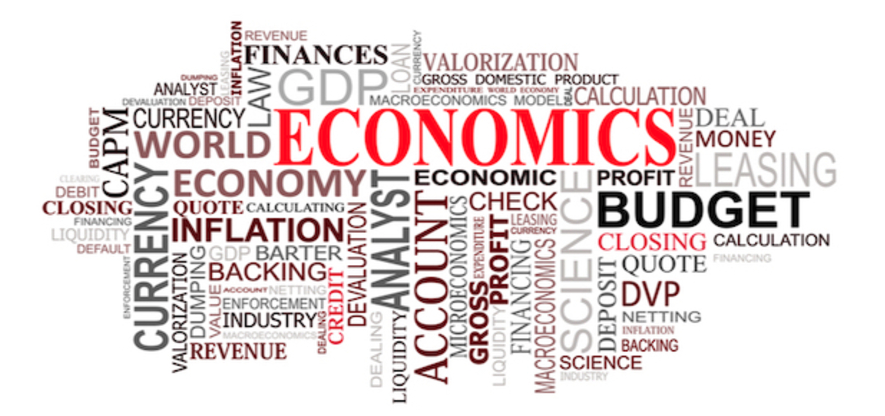 REVENUE
INFLATION
FINANCES
LOAN
CURRENCY
VALORIZATION
DUMPING
LEASING
ANALYST
LAW
GDP
GROSS DOMESTIC PRODUCT
EXPENDITURE WORLD ECONOMY
DEVALUATION
DEPOSIT
MACROECONOMICS MODEL
DEAL
CALCULATION
BUDGET
CAPM
CURRENCY
WORLD
ECONOMICS
REVENUE
DEAL
MONEY
CLEARING
DEBIT
CLOSING
FINANCING
LIQUIDITY
DEFAULT
ENFORCEMENT
CURRENCY
ECONOMY
ANALYST
ECONOMIC
PROFIT
LEASING
QUOTE
CALCULATING
INFLATION
DEVALUATION
ACCOUNT
MICROECONOMICS
CHECK
EXPENDITURE
PROFIT
LEASING
CURRENCY
SCIENCE
BUDGET
CLOSING
CALCULATION
FINANCING
VALORIZATION
DUMPING
GDP
BARTER
BACKING
VALUE
ACCOUNT
NETTING
ENFORCEMENT
INDUSTRY
MACROECONOMICS
REVENUE
DEALING
CREDIT
DEALING
LIQUIDITY
GROSS
LIQUIDITY
FINANCING
MACROECONOMICS
DEPOSIT
QUOTE
DVP
NETTING
INFLATION
BACKING
SCIENCE
INDUSTRY